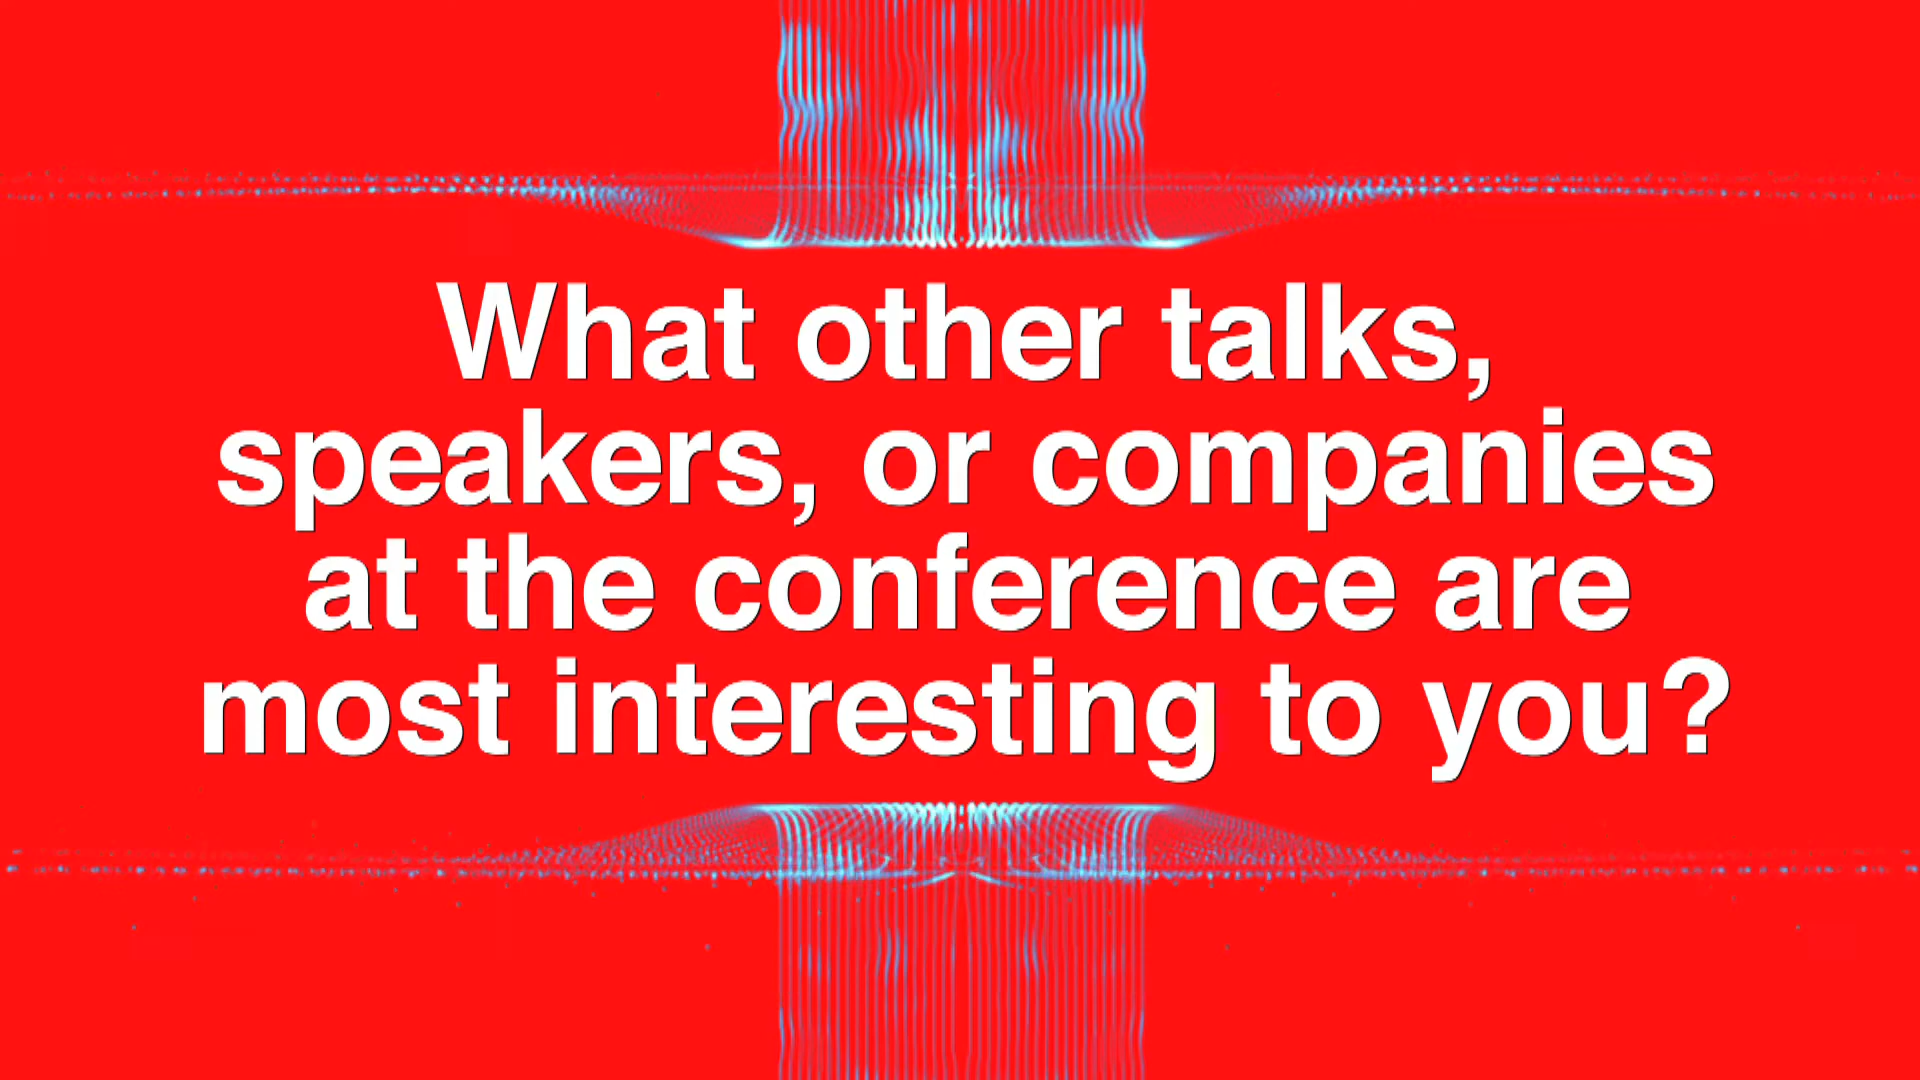 What other talks,
speakers, or companies
at the conference are
most interesting to you?